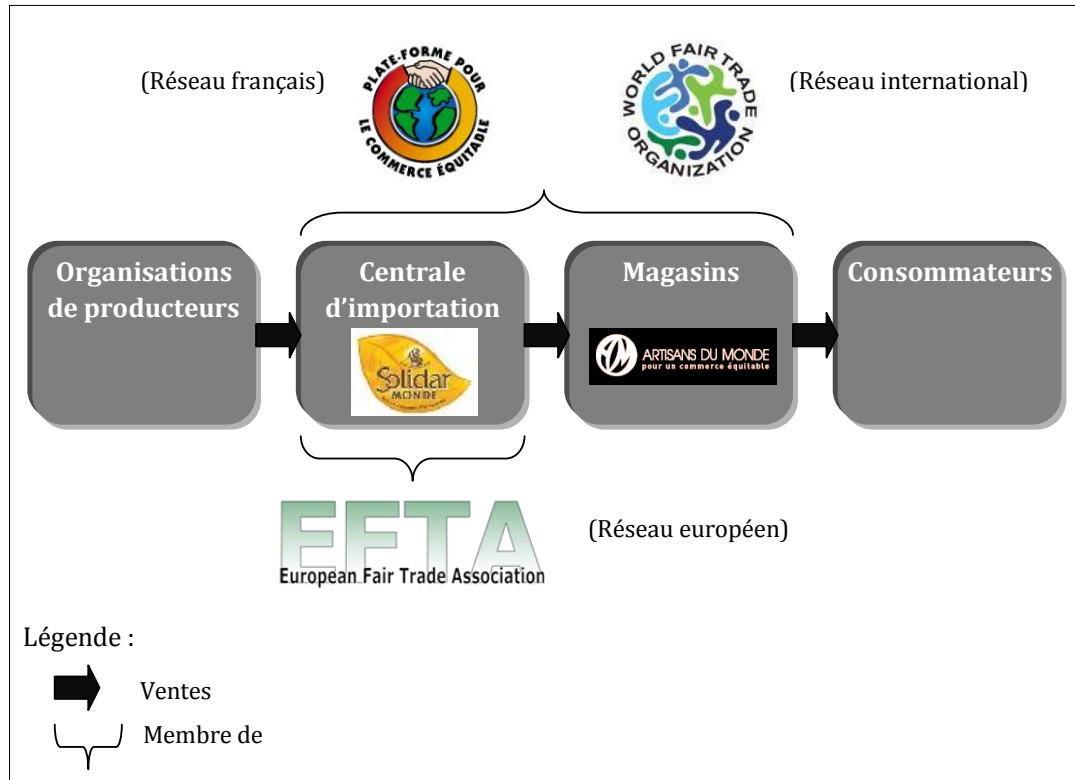 (Réseau français)
PLATE-FORME POUR
LE COMMERCE ÉQUITABLE
WORLD FAIR TRADE
ORGANIZATION
(Réseau international)
Organisations
de producteurs
Centrale
d’importation
Solidar
MONDE
Magasins
ARTISANS DU MONDE
pour un commerce équitable
Consommateurs
EFTA
European Fair Trade Association
(Réseau européen)
Légende :
Ventes
Membre de